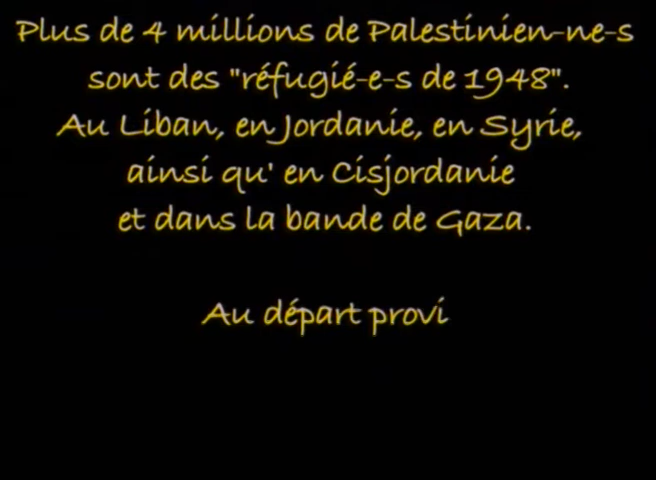 Plus de 4 millions de Palestinien-ne-s
sont des "réfugié-e-s de 1948".
Au Liban, en Jordanie, en Syrie,
ainsi qu' en Cisjordanie
et dans la bande de Gaza.
Au départ provi